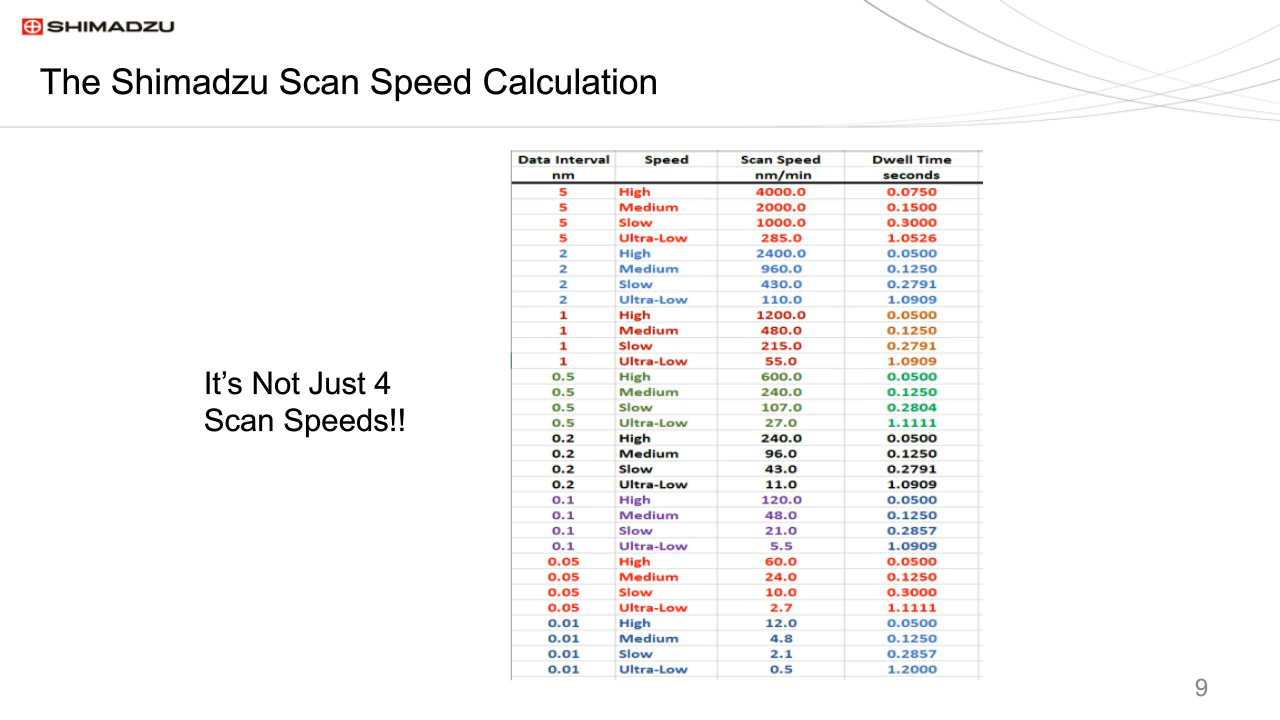 SHIMADZU
The Shimadzu Scan Speed Calculation
It’s Not Just 4
Scan Speeds!!
Data Interval Speed Scan Speed Dwell Time
nm nm/min seconds
5 High 4000.0 0.0750
5 Medium 2000.0 0.1500
5 Slow 1000.0 0.3000
5 Ultra-Low 285.0 1.0526
2 High 2400.0 0.0500
2 Medium 960.0 0.1250
2 Slow 430.0 0.2791
2 Ultra-Low 110.0 1.0909
1 High 1200.0 0.0500
1 Medium 480.0 0.1250
1 Slow 215.0 0.2791
1 Ultra-Low 55.0 1.0909
0.5 High 600.0 0.0500
0.5 Medium 240.0 0.1250
0.5 Slow 107.0 0.2804
0.5 Ultra-Low 27.0 1.1111
0.2 High 240.0 0.0500
0.2 Medium 96.0 0.1250
0.2 Slow 43.0 0.2791
0.2 Ultra-Low 11.0 1.0909
0.1 High 120.0 0.0500
0.1 Medium 48.0 0.1250
0.1 Slow 21.0 0.2857
0.1 Ultra-Low 5.5 1.0909
0.05 High 60.0 0.0500
0.05 Medium 24.0 0.1250
0.05 Slow 10.0 0.3000
0.05 Ultra-Low 2.7 1.1111
0.01 High 12.0 0.0500
0.01 Medium 4.8 0.1250
0.01 Slow 2.1 0.2857
0.01 Ultra-Low 0.5 1.2000
9